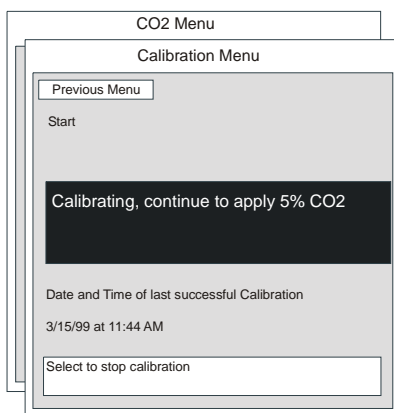 CO2 Menu
Calibration Menu
Previous Menu
Start
Calibrating, continue to apply 5% CO2
Date and Time of last successful Calibration
3/15/99 at 11:44 AM
Select to stop calibration